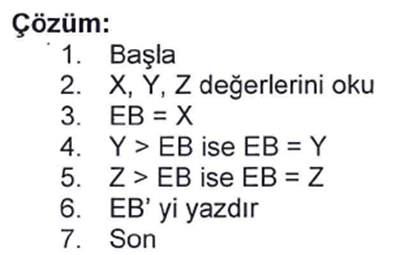 Çözüm:
1. Başla
2. X, Y, Z değerlerini oku
3. EB = X
4. Y > EB ise EB = Y
5. Z > EB ise EB = Z
6. EB' yi yazdır
7. Son